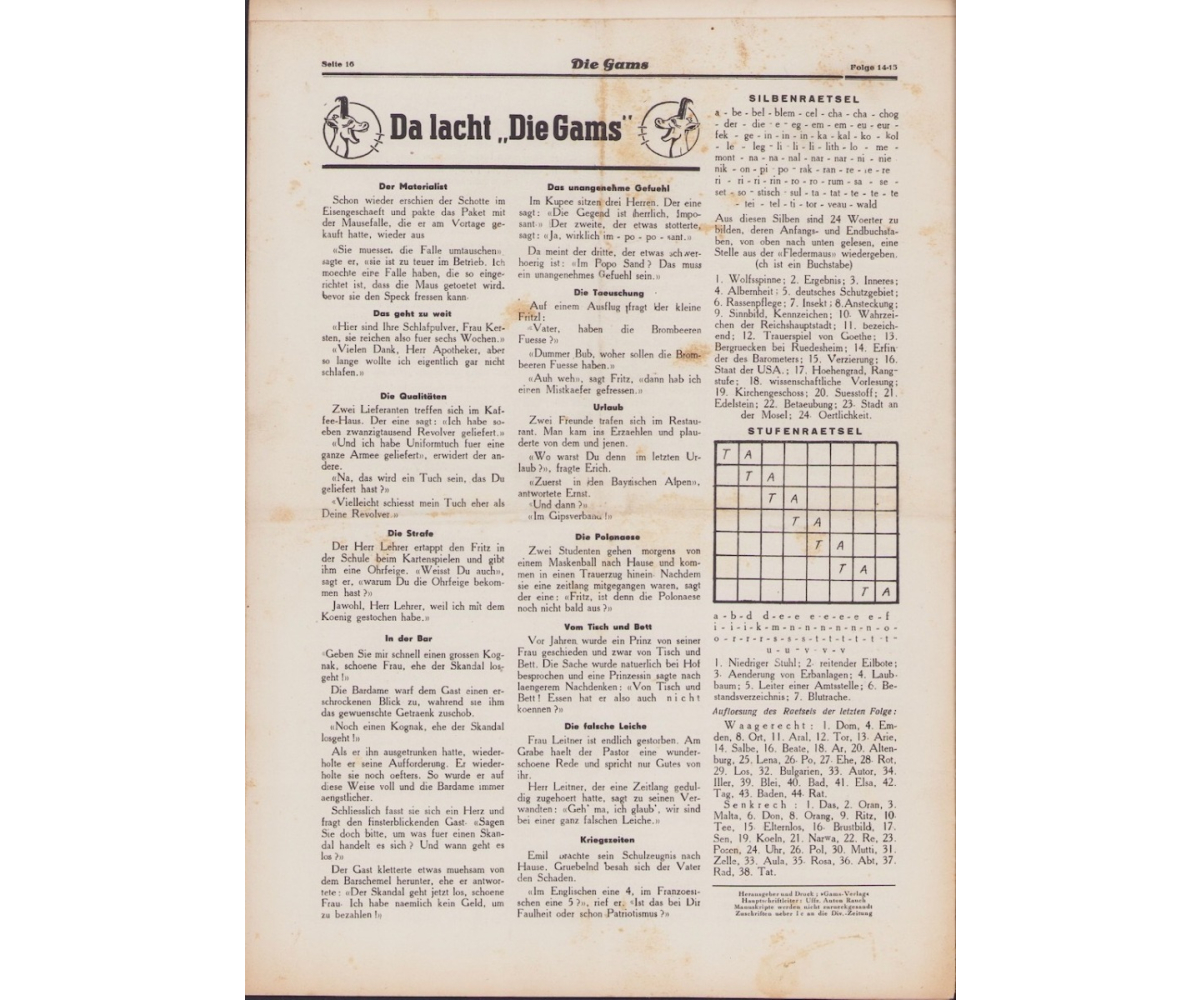 Seite 16
Die Gams
Folge 14-15
Da lacht „Die Gams"
Der Materialist
Schon wieder erschien der Schotte im
Eisengeschaeft und pakte das Paket mit
der Mausefalle, die er am Vortage ge-
kauft hatte, wieder aus
«Sie muessen die Falle umtauschen»
sagte er, «sie ist zu teuer im Betrieb. Ich
moechte eine Falle haben, die so einge-
richtet ist, dass die Maus getoetet wird,
bevor sie den Speck fressen kann.
Das geht zu weit
«Hier sind Ihre Schlafpulver, Frau Ker-
sten, sie reichen also fuer sechs Wochen.»
«Vielen Dank, Herr Apotheker, aber
so lange wollte ich eigentlich gar nicht
schlafen.»
Die Qualitäten
Zwei Lieferanten treffen sich im Kaf-
fee-Haus. Der eine sagt: «Ich habe so-
eben zwanzigtausend Revolver geliefert.»
«Und ich habe Uniformtuch fuer eine
ganze Armee geliefert», erwidert der an-
dere.
«Na, das wird ein Tuch sein, das Du
geliefert hast?»
«Vielleicht schiesst mein Tuch eher als
Deine Revolver.»
Die Strafe
Der Herr Lehrer ertappt den Fritz in
der Schule beim Kartenspielen und gibt
ihm eine Ohrfeige. «Weisst Du auch»,
sagt er, «warum Du die Ohrfeige bekom-
men hast?»
Jawohl, Herr Lehrer, weil ich mit dem
Koenig gestochen habe.»
In der Bar
«Geben Sie mir schnell einen grossen Kog-
nak, schoene Frau, ehe der Skandal los-
geht!»
Die Bardame warf dem Gast einen er-
schrockenen Blick zu, wahrend sie ihm
das gewuenschte Getraenk zuschob.
«Noch einen Kognak, ehe der Skandal
losgeht!»
Als er ihn ausgetrunken hatte, wieder-
holte er seine Aufforderung. Er wieder-
holte sie noch oefters. So wurde er auf
diese Weise voll und die Bardame immer
aengstlicher.
Schliesslich fasst sie sich ein Herz und
fragt den finsterblickenden Gast. «Sagen
Sie doch bitte, um was fuer einen Skan-
dal handelt es sich? Und wann geht es
los?»
Der Gast kletterte etwas muehsam von
dem Barschemel herunter, ehe er antwor-
tete: «Der Skandal geht jetzt los, schoene
Frau. Ich habe naemlich kein Geld, um
zu bezahlen!»
Das unangenehme Gefuehl
Im Kupee sitzen drei Herren. Der eine
sagt: «Die Gegend ist herrlich, Impo-
sant.» Der zweite, der etwas stotterte,
sagt: «Ja, wirklich im - po - po - sant.»
Da meint der dritte, der etwas schwer-
hoerig ist: «Im Popo Sand? Das muss
ein unangenehmes Gefuehl sein.»
Die Taeuschung
Auf einem Ausflug fragt der kleine
Fritzl:
«Vater, haben die Brombeeren
Fuesse?»
«Dummer Bub, woher sollen die Brom-
beeren Fuesse haben.»
«Auh weh», sagt Fritz, «dann hab ich
einen Mistkaefer gefressen.»
Urlaub
Zwei Freunde trafen sich im Restau-
rant. Man kam ins Erzaehlen und plau-
derte von dem und jenen.
«Wo warst Du denn im letzten Ur-
laub?», fragte Erich.
«Zuerst in den Bayrischen Alpen»,
antwortete Ernst.
«Und dann?»
«Im Gipsverband!»
Die Polonaese
Zwei Studenten gehen morgens von
einem Maskenball nach Hause und kom-
men in einen Trauerzug hinein. Nachdem
sie eine zeitlang mitgegangen waren, sagt
der eine: «Fritz, ist denn die Polonaese
noch nicht bald aus?»
Vom Tisch und Bett
Vor Jahren wurde ein Prinz von seiner
Frau geschieden und zwar von Tisch und
Bett. Die Sache wurde natuerlich bei Hof
besprochen und eine Prinzessin sagte nach
laengerem Nachdenken: «Von Tisch und
Bett! Essen hat er also auch nicht
koennen?»
Die falsche Leiche
Frau Leitner ist endlich gestorben. Am
Grabe haelt der Pastor eine wunder-
schoene Rede und spricht nur Gutes von
ihr.
Herr Leitner, der eine Zeitlang gedul-
dig zugehoert hatte, sagt zu seinen Ver-
wandten: «Geh' ma, ich glaub', wir sind
bei einer ganz falschen Leiche.»
Kriegszeiten
Emil brachte sein Schulzeugnis nach
Hause. Gruebelnd besah sich der Vater
den Schaden.
«Im Englischen eine 4, im Franzoesi-
schen eine 5?», rief er. «Ist das bei Dir
Faulheit oder schon Patriotismus?»
SILBENRAETSEL
a - be - bel - blem - cel - cha - cha - chog
- der - die - e - eg - em - em - eu - eur -
fek - ge - in - in - in - ka - kal - ko - kol
- le - leg - li - li - li - lith - lo - me -
mont - na - na - nal - nar - nar - ni - nie
nik - on - pi - po - rak - ran - re - re - re
ri - ri - ri - rin - ro - ro - rum - sa - se -
set - so - stisch - sul - ta - tat - te - te - te
- tei - tel - ti - tor - veau - wald
Aus diesen Silben sind 24 Woerter zu
bilden, deren Anfangs- und Endbuchsta-
ben, von oben nach unten gelesen, eine
Stelle aus der «Fledermaus» wiedergeben.
(ch ist ein Buchstabe)
1. Wolfsspinne; 2. Ergebnis; 3. Inneres;
4. Albernheit; 5. deutsches Schutzgebiet;
6. Rassenpflege; 7. Insekt; 8. Ansteckung;
9. Sinnbild, Kennzeichen; 10. Wahrzei-
chen der Reichshauptstadt; 11. bezeich-
end; 12. Trauerspiel von Goethe; 13.
Bergruecken bei Ruedesheim; 14. Erfin
der des Barometers; 15. Verzierung; 16.
Staat der USA.; 17. Hoehengrad, Rang-
stufe; 18. wissenschaftliche Vorlesung;
19. Kirchengeschoss; 20. Suesstoff; 21.
Edelstein; 22. Betaeubung; 23. Stadt an
der Mosel; 24. Oertlichkeit.
STUFENRAETSEL
T A
T A
T A
T A
T A
T A
T A
a - b - d d - e - e e e e e - f
i - i - i - k - m - n - n - n - n - n - o -
o - r - r - r - s - s - s - t - t - t - t t -
u - u - v - v - v
1. Niedriger Stuhl; 2. reitender Eilbote;
3. Aenderung von Erbanlagen; 4. Laub-
baum; 5. Leiter einer Amtsstelle; 6. Be-
standsverzeichnis; 7. Blutrache.
Aufloesung des Raetsels der letzten Folge:
Waagerecht: 1. Dom, 4. Em-
den, 8. Ort, 11. Aral, 12. Tor, 13. Arie,
14. Salbe, 16. Beate, 18. Ar, 20. Alten-
burg, 25. Lena, 26. Po, 27. Ehe, 28. Rot,
29. Los, 32. Bulgarien, 33. Autor, 34.
Iller, 39. Blei, 40. Bad, 41. Elsa, 42.
Tag, 43. Baden, 44. Rat.
Senkrech : 1. Das, 2. Oran, 3.
Malta, 6. Don, 8. Orang, 9. Ritz, 10.
Tee, 15. Elternlos, 16. Brustbild, 17.
Sen, 19. Koeln, 21. Narwa, 22. Re, 23.
Posen, 24. Uhr, 26. Pol, 30. Mutti, 31.
Zelle, 33. Aula, 35. Rosa, 36. Abt, 37.
Rad, 38. Tat.
Herausgeber und Druck: «Gams-Verlag»
Hauptschriftleiter: Uffz. Anton Rauch
Manuskripte werden nicht zurueckgesandt
Zuschriften ueber I c an die Div.-Zeitung